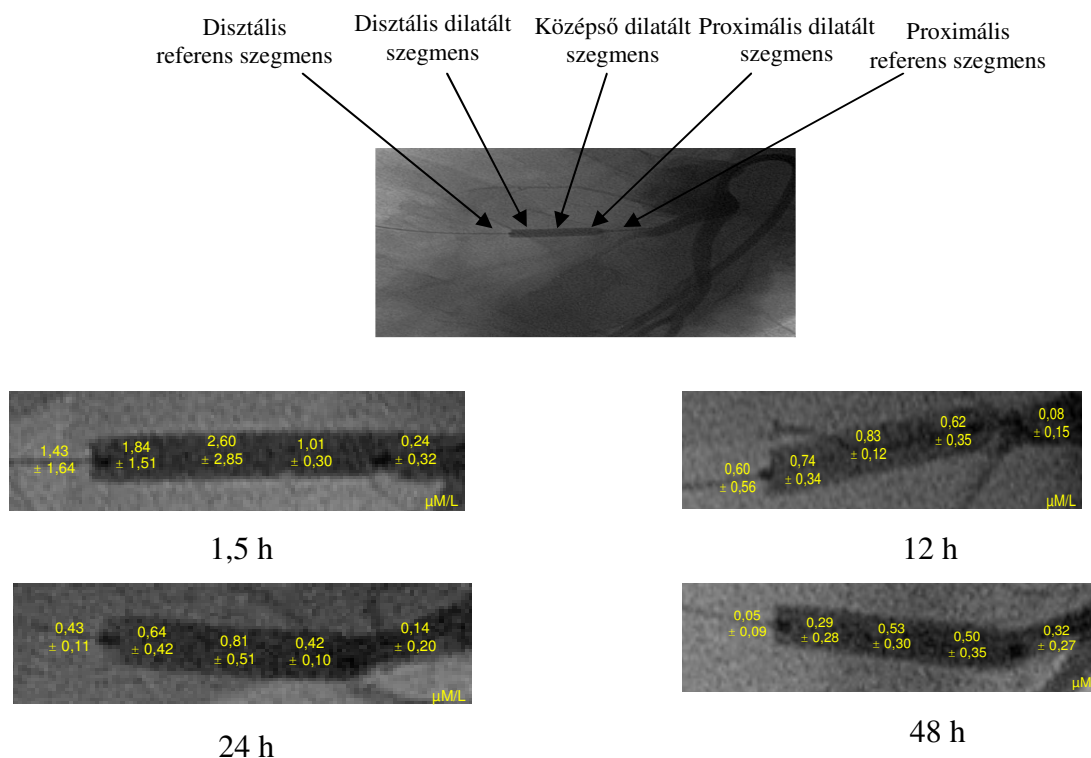 Disztális
referens szegmens
Disztális dilatált
szegmens
Középső dilatált
szegmens
Proximális dilatált
szegmens
Proximális
referens szegmens
1,43
± 1,64
1,84
± 1,51
2,60
± 2,85
1,01
± 0,30
0,24
± 0,32
µM/L
1,5 h
0,60
± 0,56
0,74
± 0,34
0,83
± 0,12
0,62
± 0,35
0,08
± 0,15
µM/L
12 h
0,43
± 0,11
0,64
± 0,42
0,81
± 0,51
0,42
± 0,10
0,14
± 0,20
µM/L
24 h
0,05
± 0,09
0,29
± 0,28
0,53
± 0,30
0,50
± 0,35
0,32
± 0,27
µM
48 h